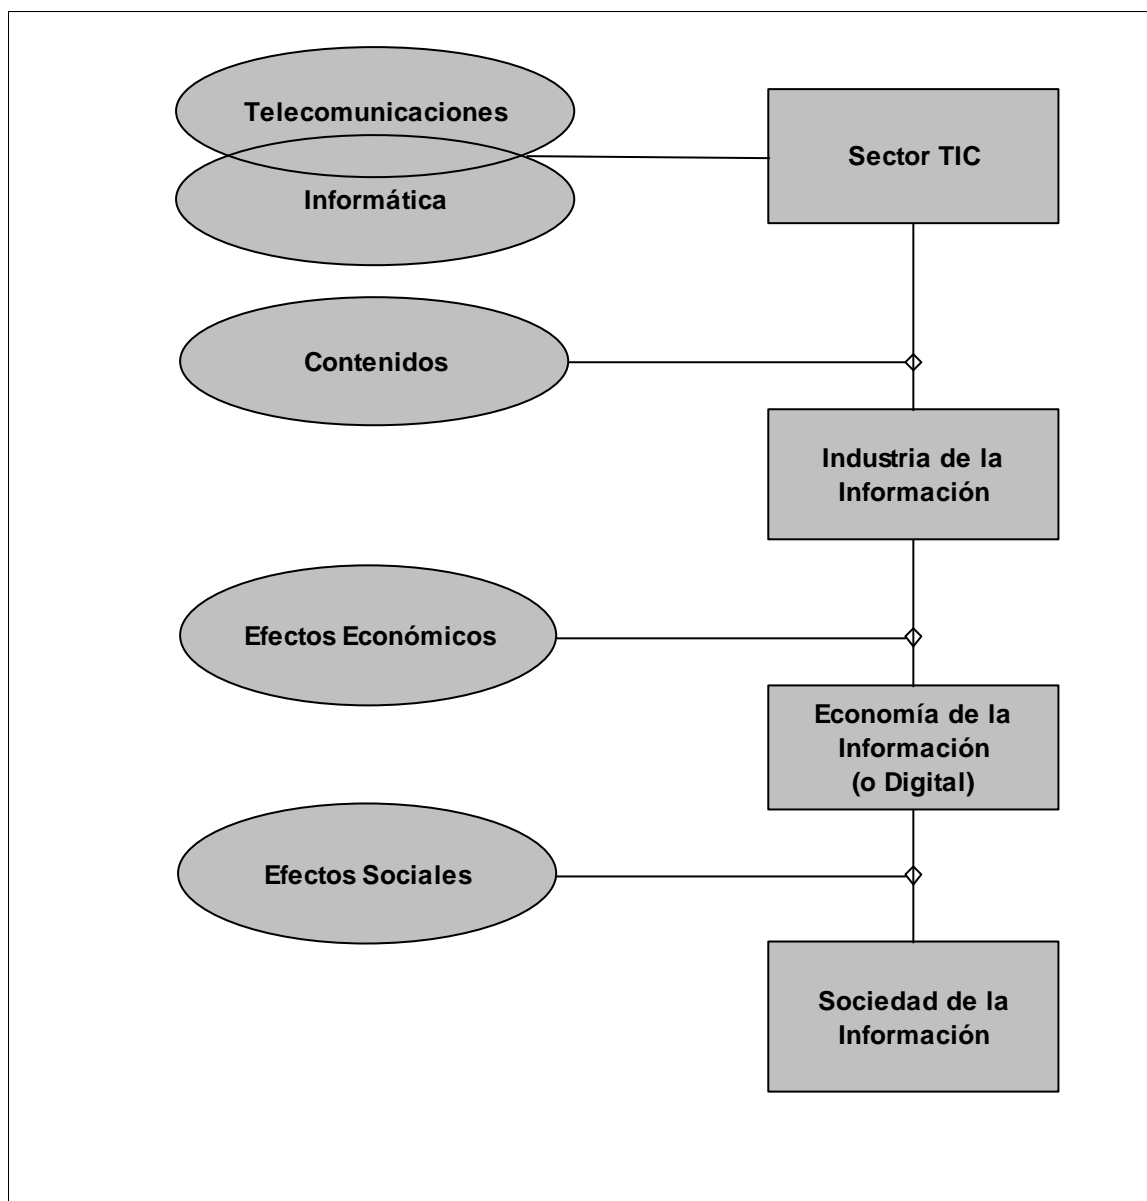 Telecomunicaciones
Sector TIC
Informática
Contenidos
Industria de la
Información
Efectos Económicos
Economía de la
Información
(o Digital)
Efectos Sociales
Sociedad de la
Información